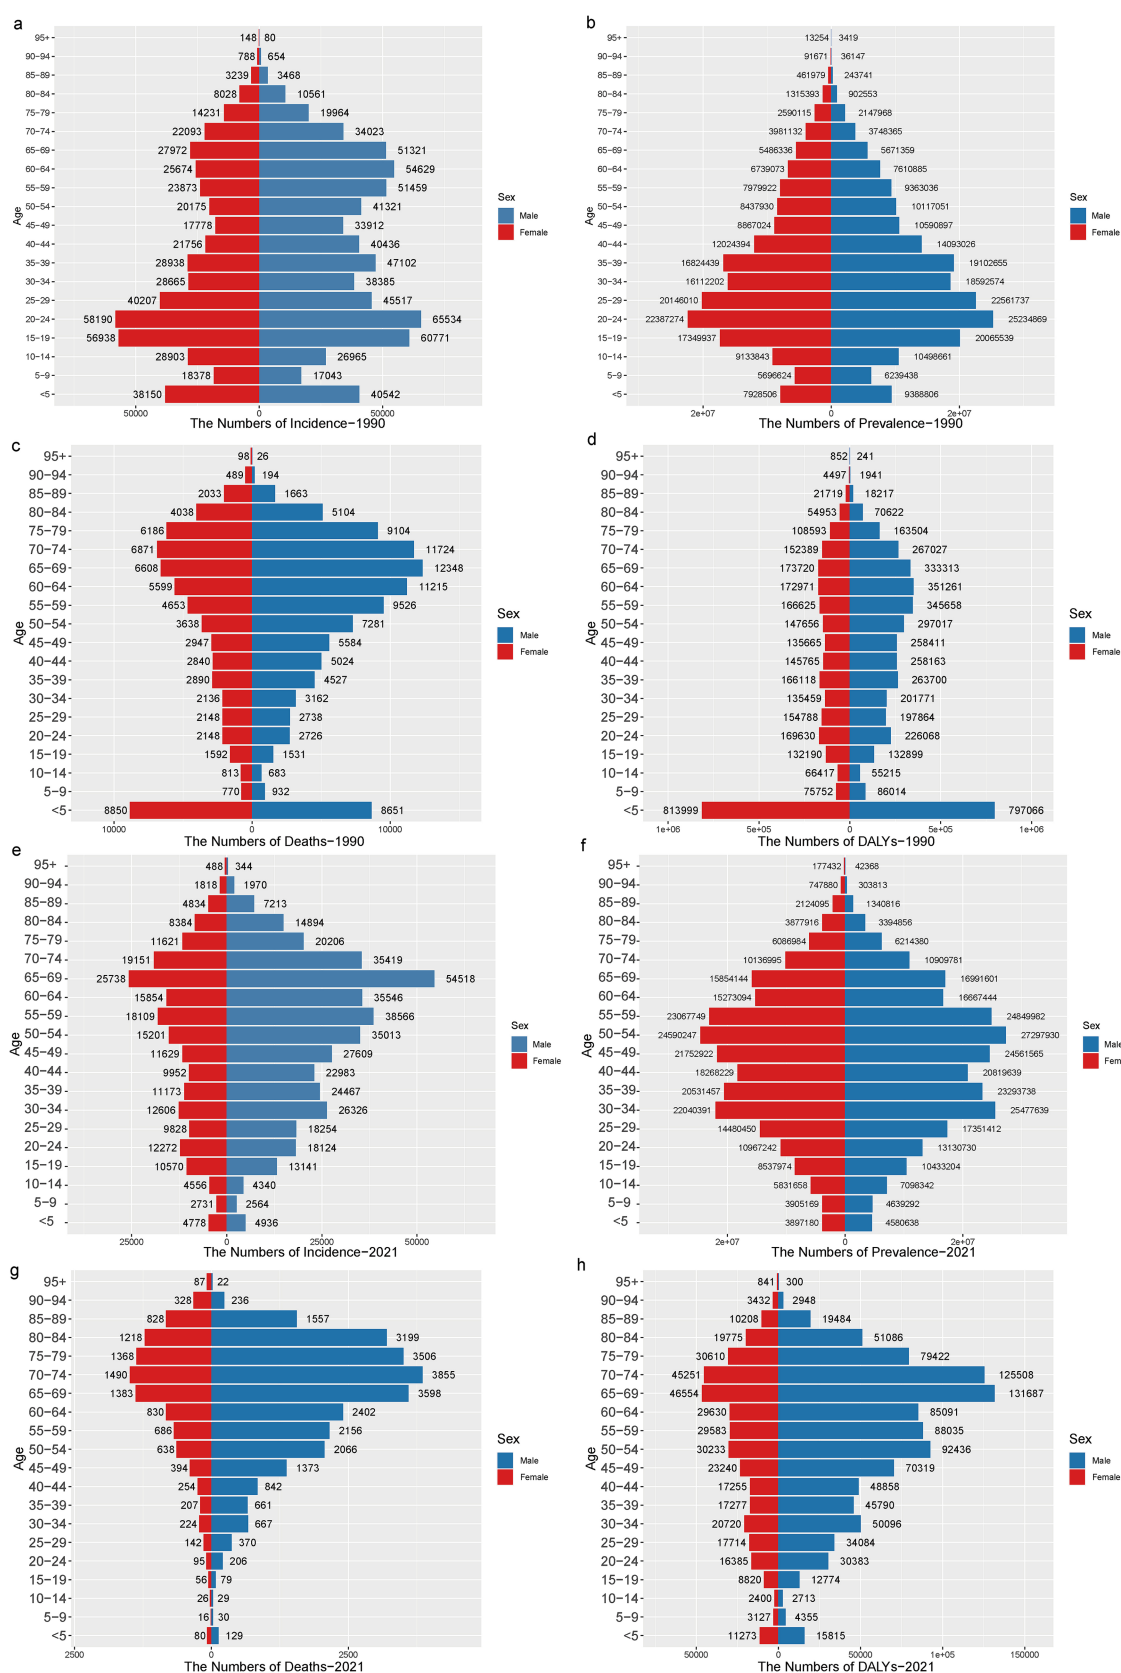 a
95+ 148 80
90−94 788 654
85−89 3239 3468
80−84 8028 10561
75−79 14231 19964
70−74 22093 34023
65−69 27972 51321
60−64 25674 54629
55−59 23873 51459
50−54 20175 41321
45−49 17778 33912
40−44 21756 40436
35−39 28938 47102
30−34 28665 38385
25−29 40207 45517
20−24 58190 65534
15−19 56938 60771
10−14 28903 26965
5−9 18378 17043
<5 38150 40542
Age
50000 0 50000
The Numbers of Incidence−1990
Sex
Male
Female
b
95+ 13254 3419
90−94 91671 36147
85−89 461979 243741
80−84 1315393 902553
75−79 2590115 2147968
70−74 3981132 3748365
65−69 5486336 5671359
60−64 6739073 7610885
55−59 7979922 9363036
50−54 8437930 10117051
45−49 8867024 10590897
40−44 12024394 14093026
35−39 16824439 19102655
30−34 16112202 18592574
25−29 20146010 22561737
20−24 22387274 25234869
15−19 17349937 20065539
10−14 9133843 10498661
5−9 5696624 6239438
<5 7928506 9388806
Age
2e+07 0 2e+07
The Numbers of Prevalence−1990
Sex
Male
Female
c
95+ 98 26
90−94 489 194
85−89 2033 1663
80−84 4038 5104
75−79 6186 9104
70−74 6871 11724
65−69 6608 12348
60−64 5599 11215
55−59 4653 9526
50−54 3638 7281
45−49 2947 5584
40−44 2840 5024
35−39 2890 4527
30−34 2136 3162
25−29 2148 2738
20−24 2148 2726
15−19 1592 1531
10−14 813 683
5−9 770 932
<5 8850 8651
Age
10000 0 10000
The Numbers of Deaths−1990
Sex
Male
Female
d
95+ 852 241
90−94 4497 1941
85−89 21719 18217
80−84 54953 70622
75−79 108593 163504
70−74 152389 267027
65−69 173720 333313
60−64 172971 351261
55−59 166625 345658
50−54 147656 297017
45−49 135665 258411
40−44 145765 258163
35−39 166118 263700
30−34 135459 201771
25−29 154788 197864
20−24 169630 226068
15−19 132190 132899
10−14 66417 55215
5−9 75752 86014
<5 813999 797066
Age
1e+06 5e+05 0 5e+05 1e+06
The Numbers of DALYs−1990
Sex
Male
Female
e
95+ 488 344
90−94 1818 1970
85−89 4834 7213
80−84 8384 14894
75−79 11621 20206
70−74 19151 35419
65−69 25738 54518
60−64 15854 35546
55−59 18109 38566
50−54 15201 35013
45−49 11629 27609
40−44 9952 22983
35−39 11173 24467
30−34 12606 26326
25−29 9828 18254
20−24 12272 18124
15−19 10570 13141
10−14 4556 4340
5−9 2731 2564
<5 4778 4936
Age
25000 0 25000 50000
The Numbers of Incidence−2021
Sex
Male
Female
f
95+ 177432 42368
90−94 747880 303813
85−89 2124095 1340816
80−84 3877916 3394856
75−79 6086984 6214380
70−74 10136995 10909781
65−69 15854144 16991601
60−64 15273094 16667444
55−59 23067749 24849982
50−54 24590247 27297930
45−49 21752922 24561565
40−44 18268229 20819639
35−39 20531457 23293738
30−34 22040391 25477639
25−29 14480450 17351412
20−24 10967242 13130730
15−19 8537974 10433204
10−14 5831658 7098342
5−9 3905169 4639292
<5 3897180 4580638
Age
2e+07 0 2e+07
The Numbers of Prevalence−2021
Sex
Male
Fem
g
95+ 87 22
90−94 328 236
85−89 828 1557
80−84 1218 3199
75−79 1368 3506
70−74 1490 3855
65−69 1383 3598
60−64 830 2402
55−59 686 2156
50−54 638 2066
45−49 394 1373
40−44 254 842
35−39 207 661
30−34 224 667
25−29 142 370
20−24 95 206
15−19 56 79
10−14 26 29
5−9 16 30
<5 80 129
Age
2500 0 2500
The Numbers of Deaths−2021
Sex
Male
Female
h
95+ 841 300
90−94 3432 2948
85−89 10208 19484
80−84 19775 51086
75−79 30610 79422
70−74 45251 125508
65−69 46554 131687
60−64 29630 85091
55−59 29583 88035
50−54 30233 92436
45−49 23240 70319
40−44 17255 48858
35−39 17277 45790
30−34 20720 50096
25−29 17714 34084
20−24 16385 30383
15−19 8820 12774
10−14 2400 2713
5−9 3127 4355
<5 11273 15815
Age
50000 0 50000 1e+05 150000
The Numbers of DALYs−2021
Sex
Male
Female